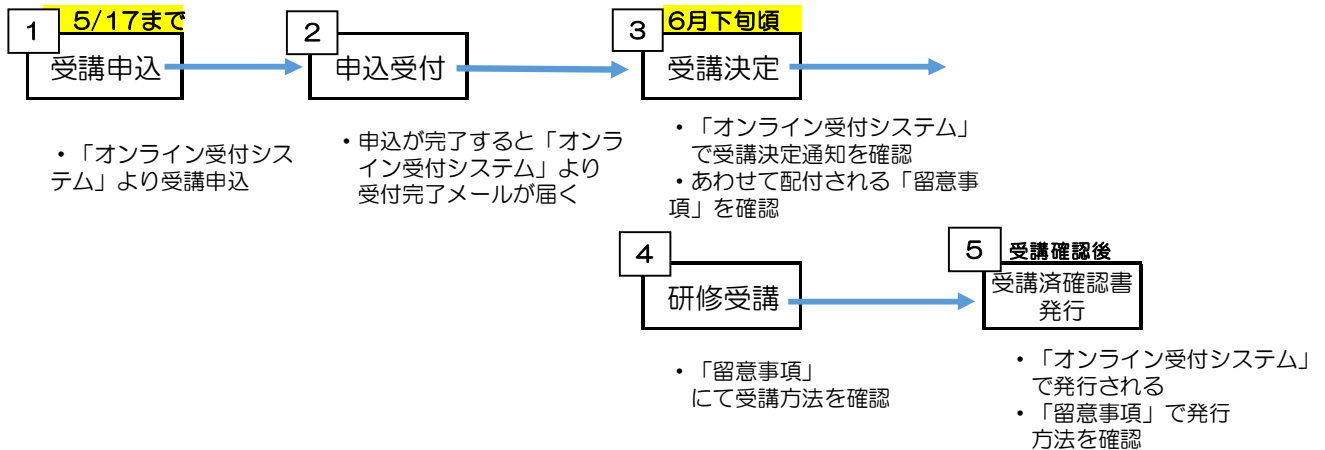 1
5/17まで
受講申込
・「オンライン受付シス
テム」より受講申込
2
申込受付
・申込が完了すると「オンラ
イン受付システム」より
受付完了メールが届く
3
6月下旬頃
受講決定
・「オンライン受付システム」
で受講決定通知を確認
・あわせて配付される「留意事
項」を確認
4
研修受講
・「留意事項」
にて受講方法を確認
5
受講確認後
受講済確認書
発行
・「オンライン受付システム」
で発行される
・「留意事項」で発行
方法を確認